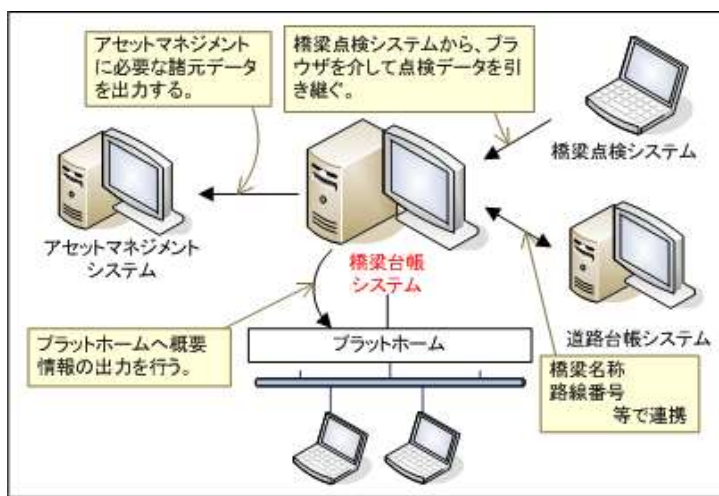 アセットマネジメント
に必要な諸元データ
を出力する。
橋梁点検システムから、ブラ
ウザを介して点検データを引
き継ぐ。
橋梁点検システム
アセットマネジメント
システム
橋梁台帳
システム
道路台帳システム
プラットホームへ概要
情報の出力を行う。
プラットホーム
橋梁名称
路線番号
等で連携